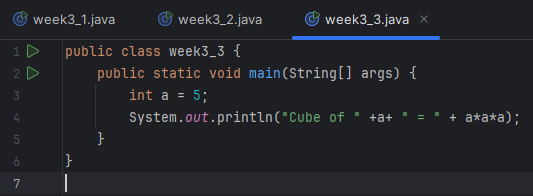 week3_1.java week3_2.java week3_3.java ×
1 public class week3_3 {
2 public static void main(String[] args) {
3 int a = 5;
4 System.out.println("Cube of " +a+ " = " + a*a*a);
5 }
6 }
7